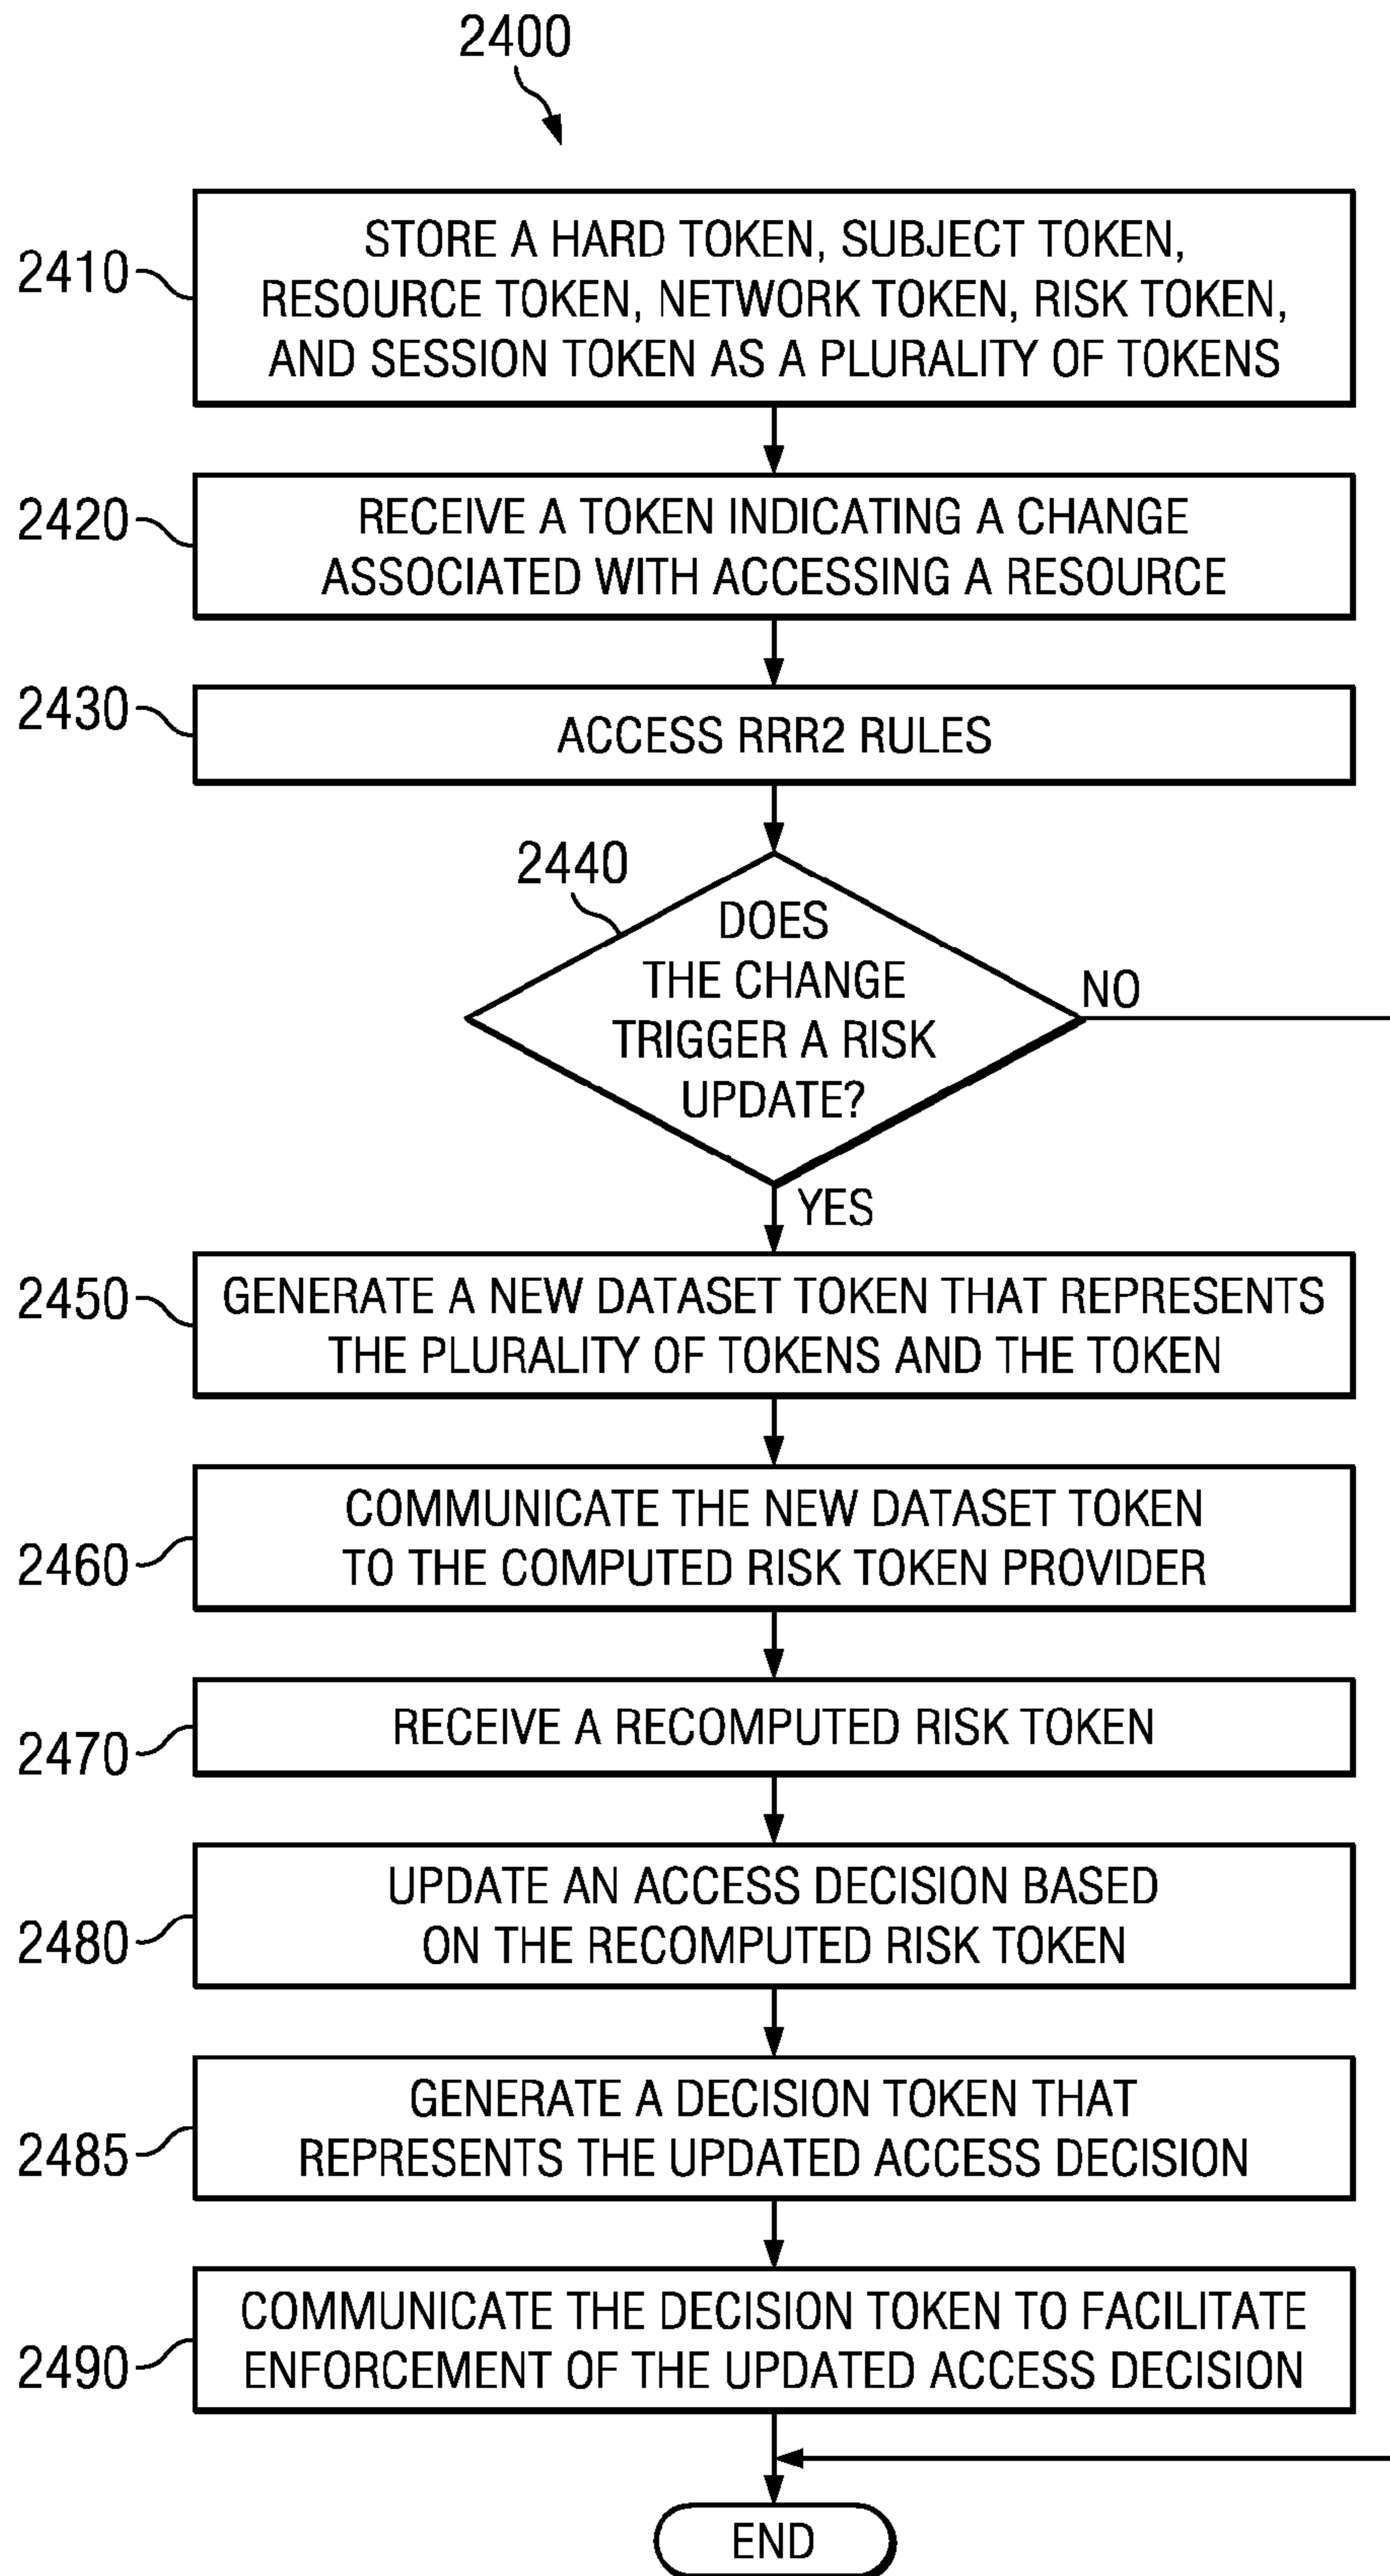 2400
2410
STORE A HARD TOKEN, SUBJECT TOKEN,
RESOURCE TOKEN, NETWORK TOKEN, RISK TOKEN,
AND SESSION TOKEN AS A PLURALITY OF TOKENS
2420
RECEIVE A TOKEN INDICATING A CHANGE
ASSOCIATED WITH ACCESSING A RESOURCE
2430
ACCESS RRR2 RULES
2440
DOES
THE CHANGE
TRIGGER A RISK
UPDATE?
NO
YES
2450
GENERATE A NEW DATASET TOKEN THAT REPRESENTS
THE PLURALITY OF TOKENS AND THE TOKEN
2460
COMMUNICATE THE NEW DATASET TOKEN
TO THE COMPUTED RISK TOKEN PROVIDER
2470
RECEIVE A RECOMPUTED RISK TOKEN
2480
UPDATE AN ACCESS DECISION BASED
ON THE RECOMPUTED RISK TOKEN
2485
GENERATE A DECISION TOKEN THAT
REPRESENTS THE UPDATED ACCESS DECISION
2490
COMMUNICATE THE DECISION TOKEN TO FACILITATE
ENFORCEMENT OF THE UPDATED ACCESS DECISION
END